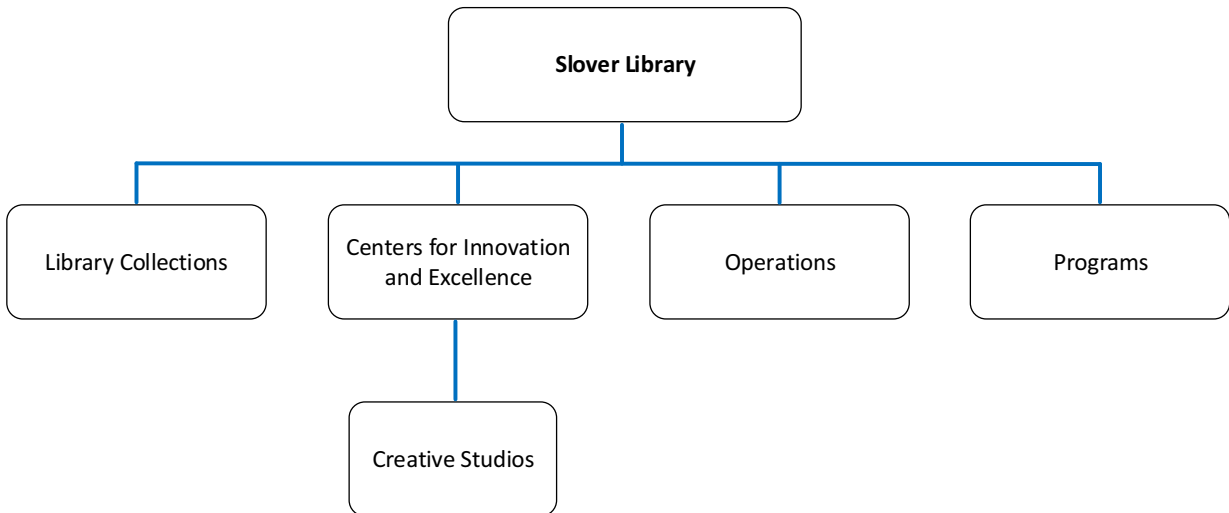 Slover Library
Library Collections
Centers for Innovation
and Excellence
Operations
Programs
Creative Studios